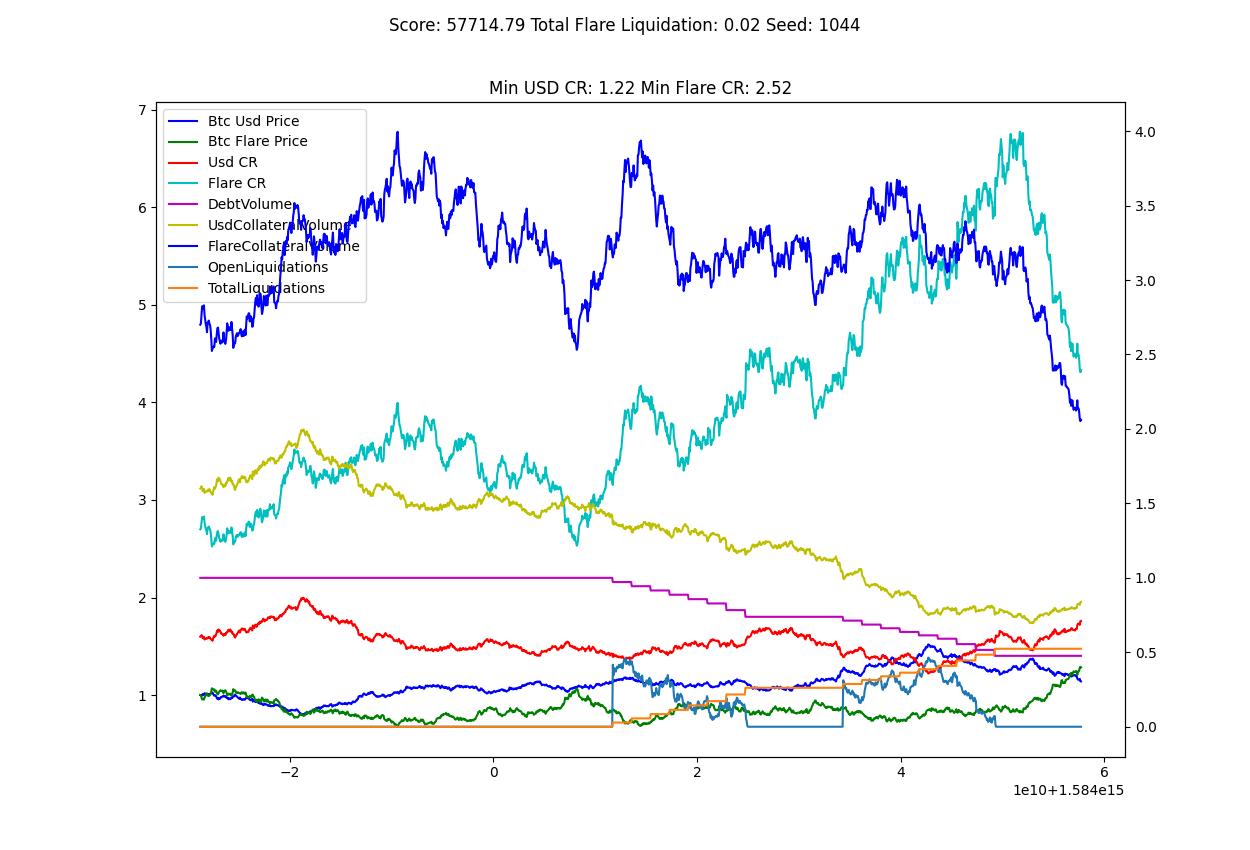 Score: 57714.79 Total Flare Liquidation: 0.02 Seed: 1044
Min USD CR: 1.22 Min Flare CR: 2.52
Btc Usd Price
Btc Flare Price
Usd CR
Flare CR
DebtVolume
UsdCollateralVolume
FlareCollateralVolume
OpenLiquidations
TotalLiquidations
7
6
5
4
3
2
1
4.0
3.5
3.0
2.5
2.0
1.5
1.0
0.5
0.0
−2
0
2
4
6
1e10+1.584e15